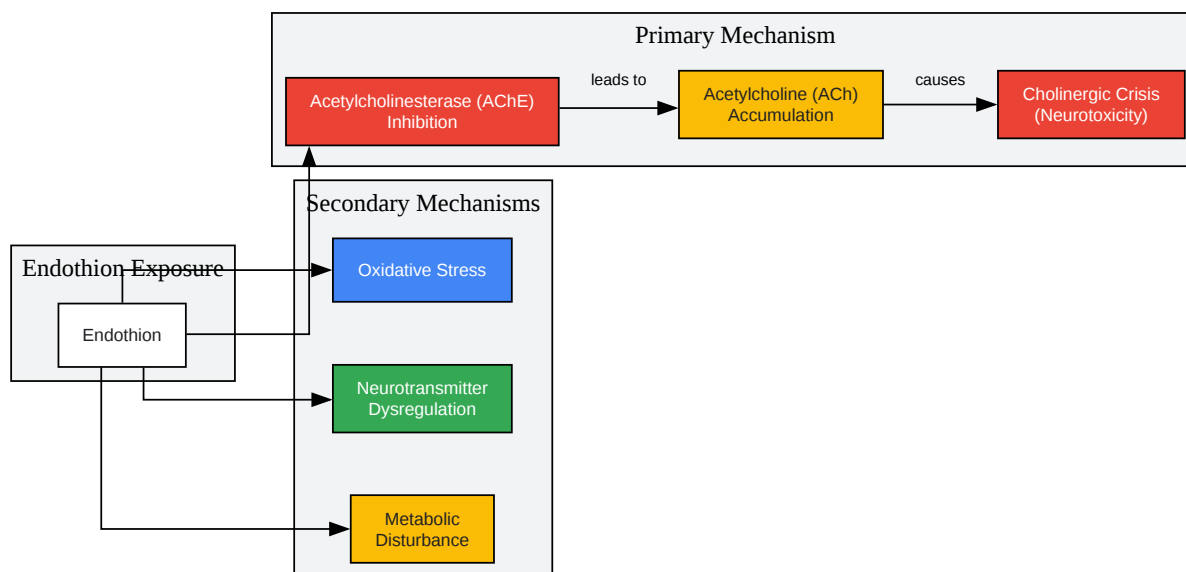 Primary Mechanism
Acetylcholinesterase (AChE)
Inhibition
leads to
Acetylcholine (ACh)
Accumulation
causes
Cholinergic Crisis
(Neurotoxicity)
Secondary Mechanisms
Oxidative Stress
Neurotransmitter
Dysregulation
Metabolic
Disturbance
Endothion Exposure
Endothion